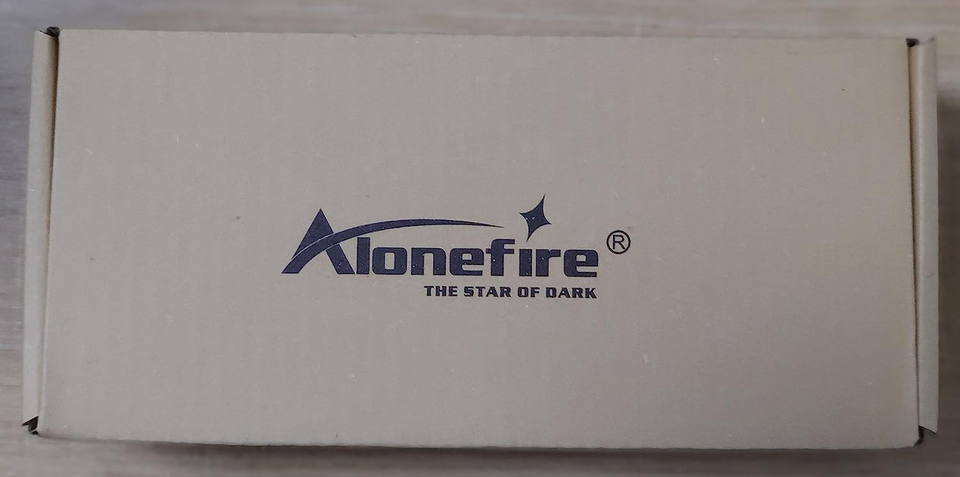 Alonefire®
THE STAR OF DARK